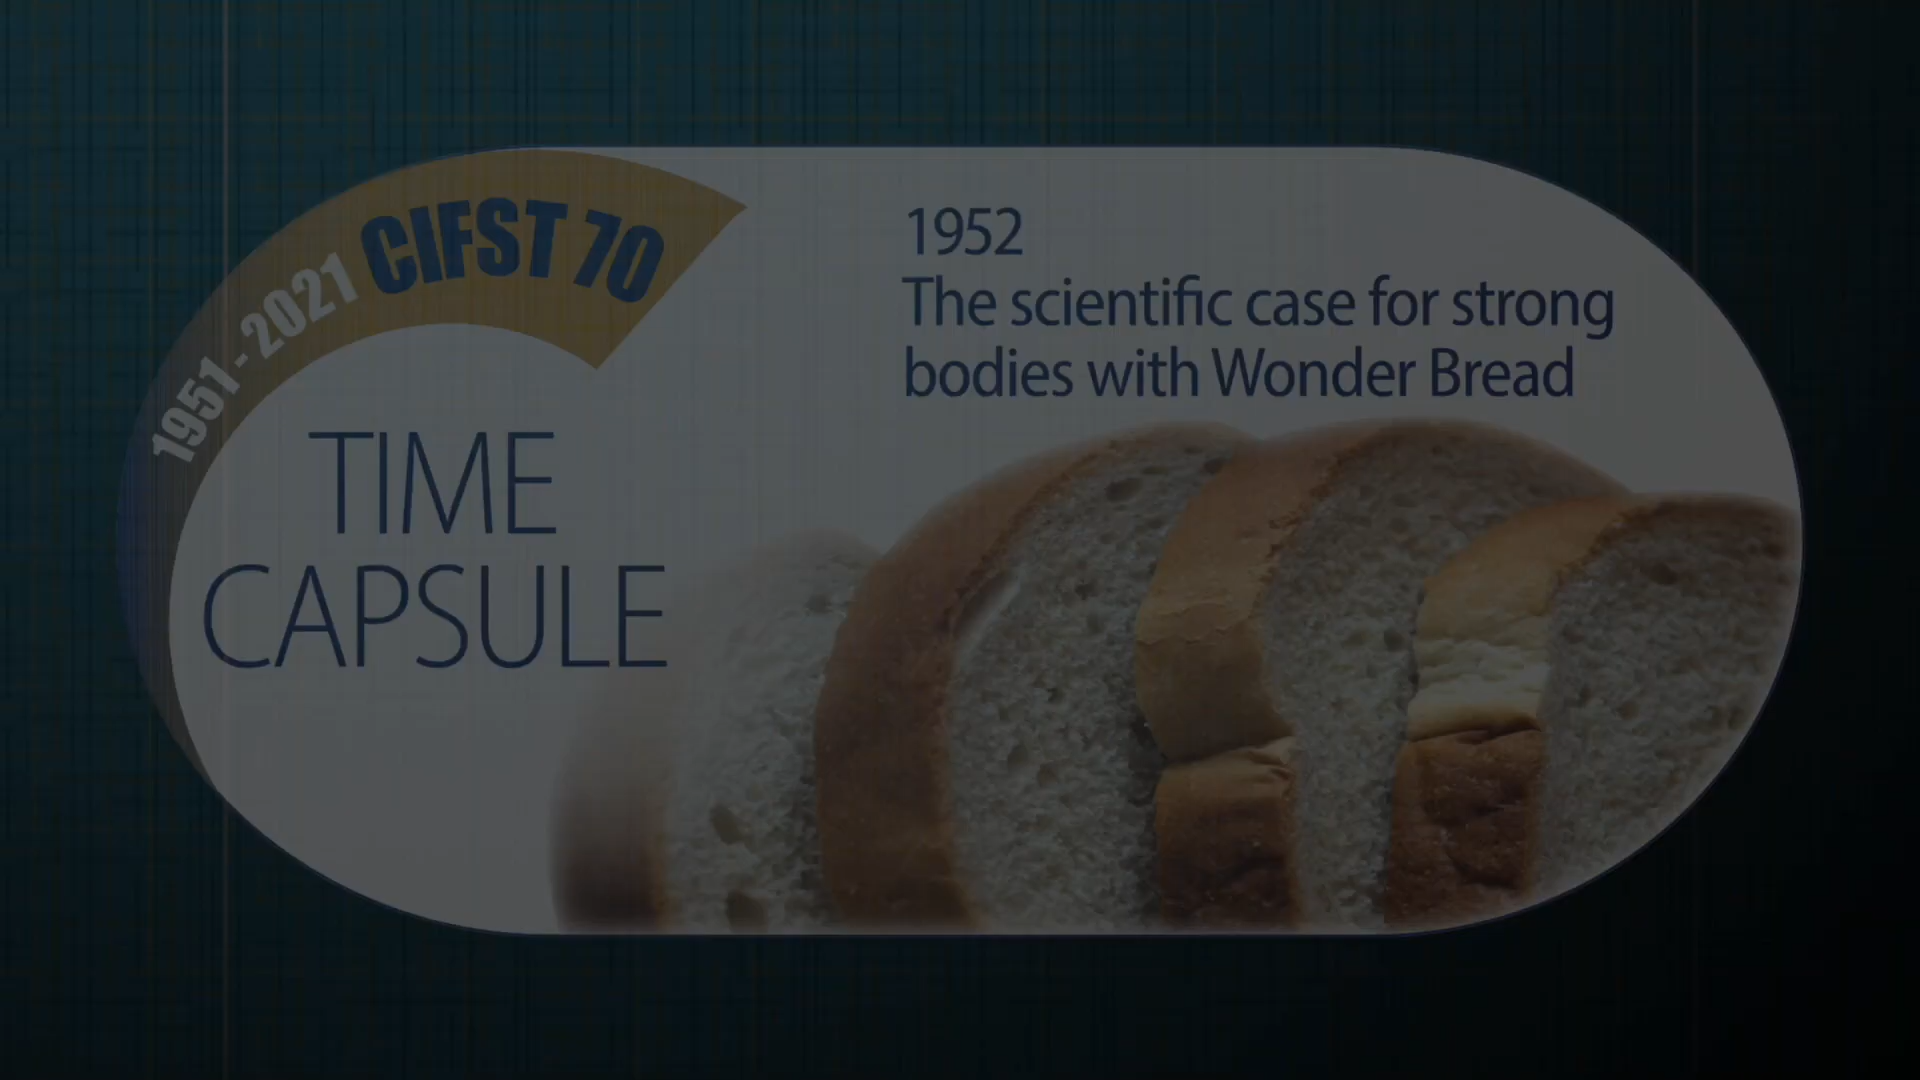 1951 - 2021 CIFST 70
TIME
CAPSULE
1952
The scientific case for strong
bodies with Wonder Bread